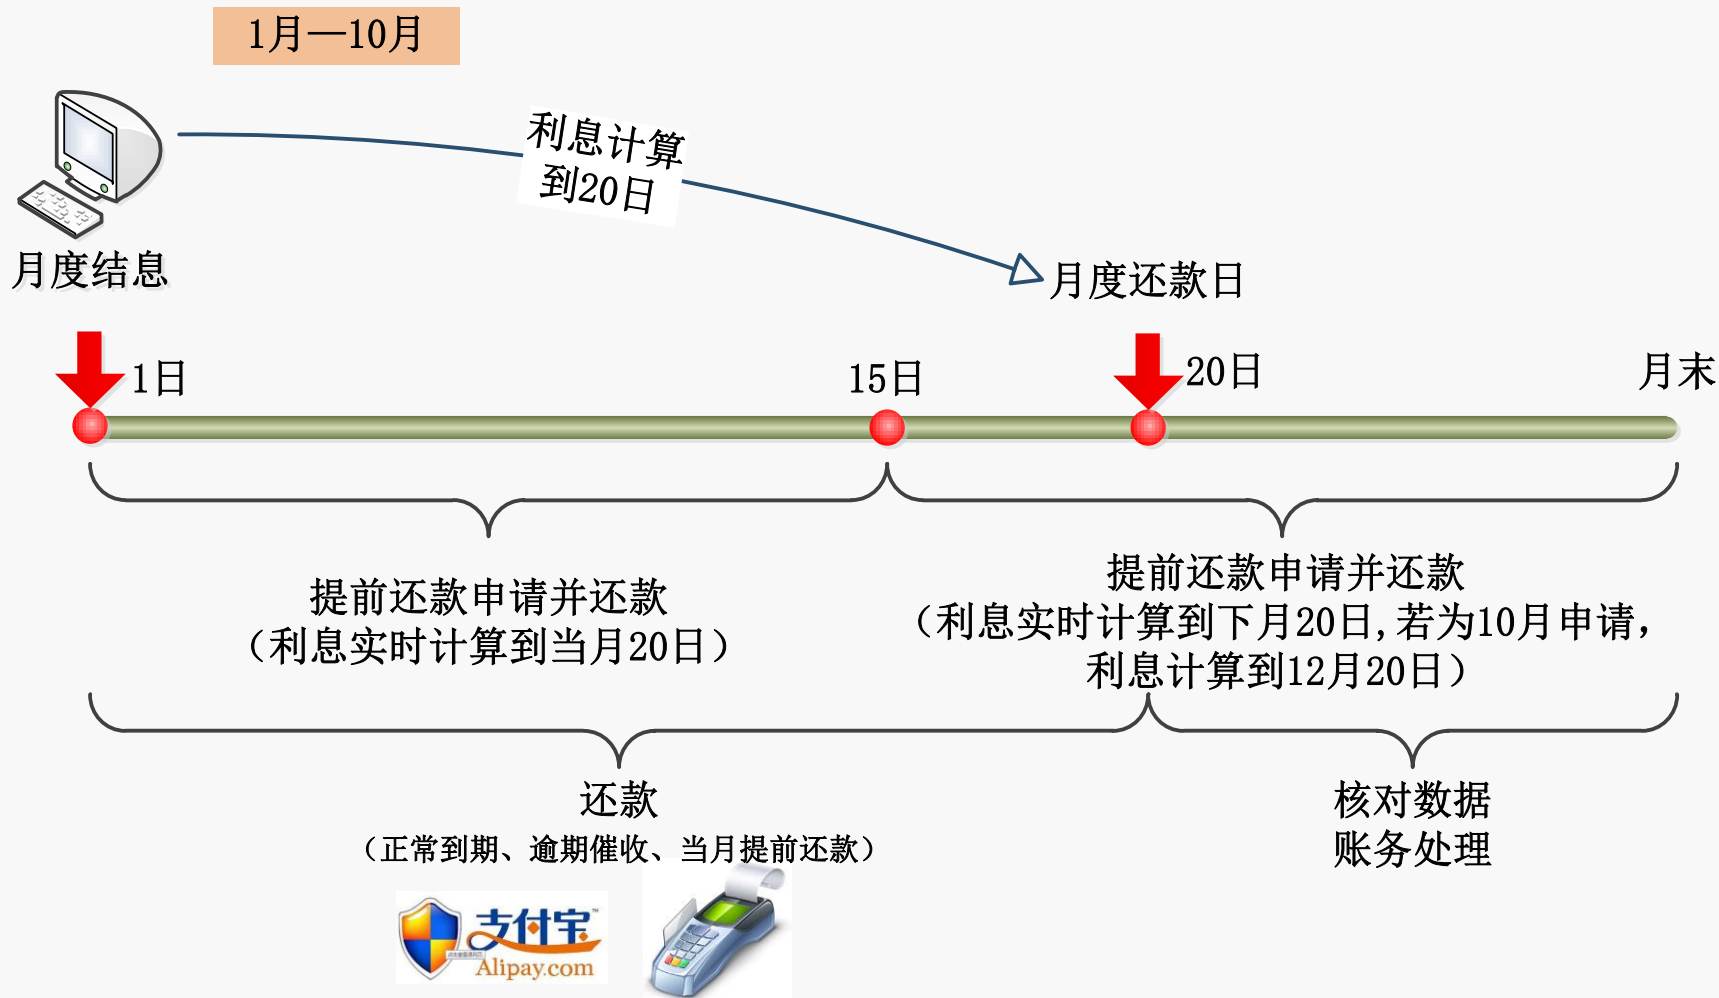 1月—10月
利息计算
到20日
月度结息
月度还款日
1日
15日
20日
月末
提前还款申请并还款
（利息实时计算到当月20日）
提前还款申请并还款
（利息实时计算到下月20日,若为10月申请，
利息计算到12月20日）
还款
（正常到期、逾期催收、当月提前还款）
核对数据
账务处理
支付宝™
Alipay.com